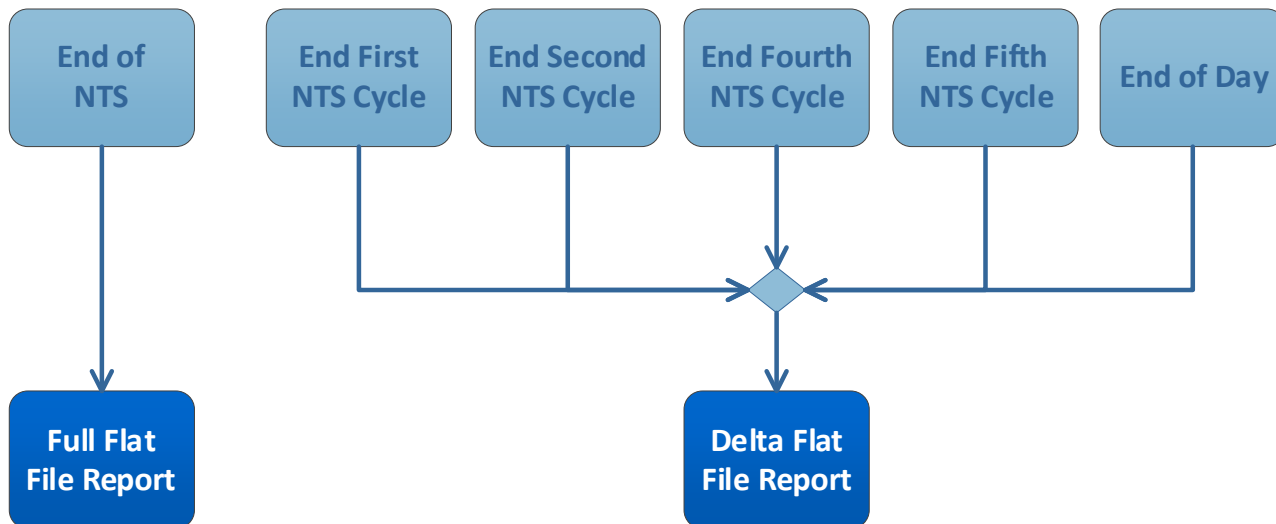 End of
NTS
End First
NTS Cycle
End Second
NTS Cycle
End Fourth
NTS Cycle
End Fifth
NTS Cycle
End of Day
Full Flat
File Report
Delta Flat
File Report